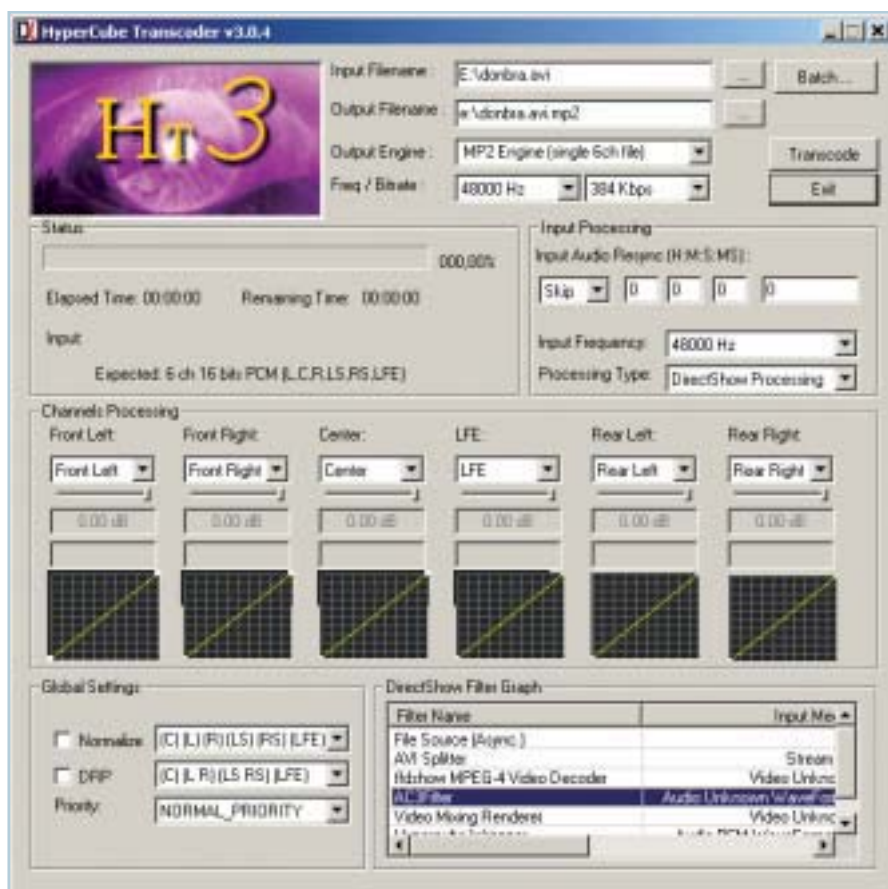 HyperCube Transcoder v3.0.4
HT3
Input Filename : E:\donbra.avi ... Batch...
Output Filename : e:\donbra.avi.mp2 ...
Output Engine : MP2 Engine (single 6ch file) Transcode
Freq / Bitrate : 48000 Hz 384 Kbps Exit
Status
000,00%
Elapsed Time: 00:00:00 Remaining Time: 00:00:00
Input:
Expected: 6 ch 16 bits PCM (L,C,R,LS,RS,LFE)
Input Processing
Input Audio Resync (H:M:S:MS) :
Skip 0 0 0 0
Input Frequency: 48000 Hz
Processing Type: DirectShow Processing
Channels Processing
Front Left: Front Right: Center: LFE: Rear Left: Rear Right:
Front Left Front Right Center LFE Rear Left Rear Right
0.00 dB 0.00 dB 0.00 dB 0.00 dB 0.00 dB 0.00 dB
Global Settings
Normalize (C) (L) (R) (LS) (RS) (LFE)
DRP (C) (L R) (LS RS) (LFE)
Priority: NORMAL_PRIORITY
DirectShow Filter Graph
Filter Name Input Me
File Source (Async.)
AVI Splitter Stream
ffdshow MPEG-4 Video Decoder Video Unkno
AC3Filter Audio Unknown WaveFor
Video Mixing Renderer Video Unkno